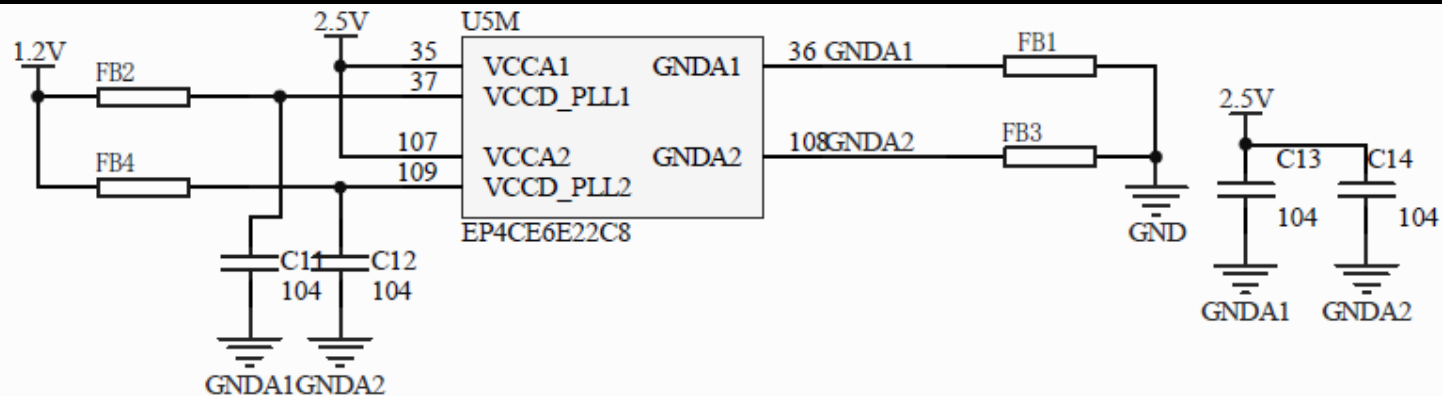 2.5V
U5M
1.2V
FB2
35
VCCA1
GNDA1
36 GNDA1
FB1
37
VCCD_PLL1
2.5V
107
VCCA2
GNDA2
108GNDA2
FB3
FB4
109
VCCD_PLL2
C13
C14
104
104
EP4CE6E22C8
GND
C11
C12
104
104
GNDA1
GNDA2
GNDA1GNDA2